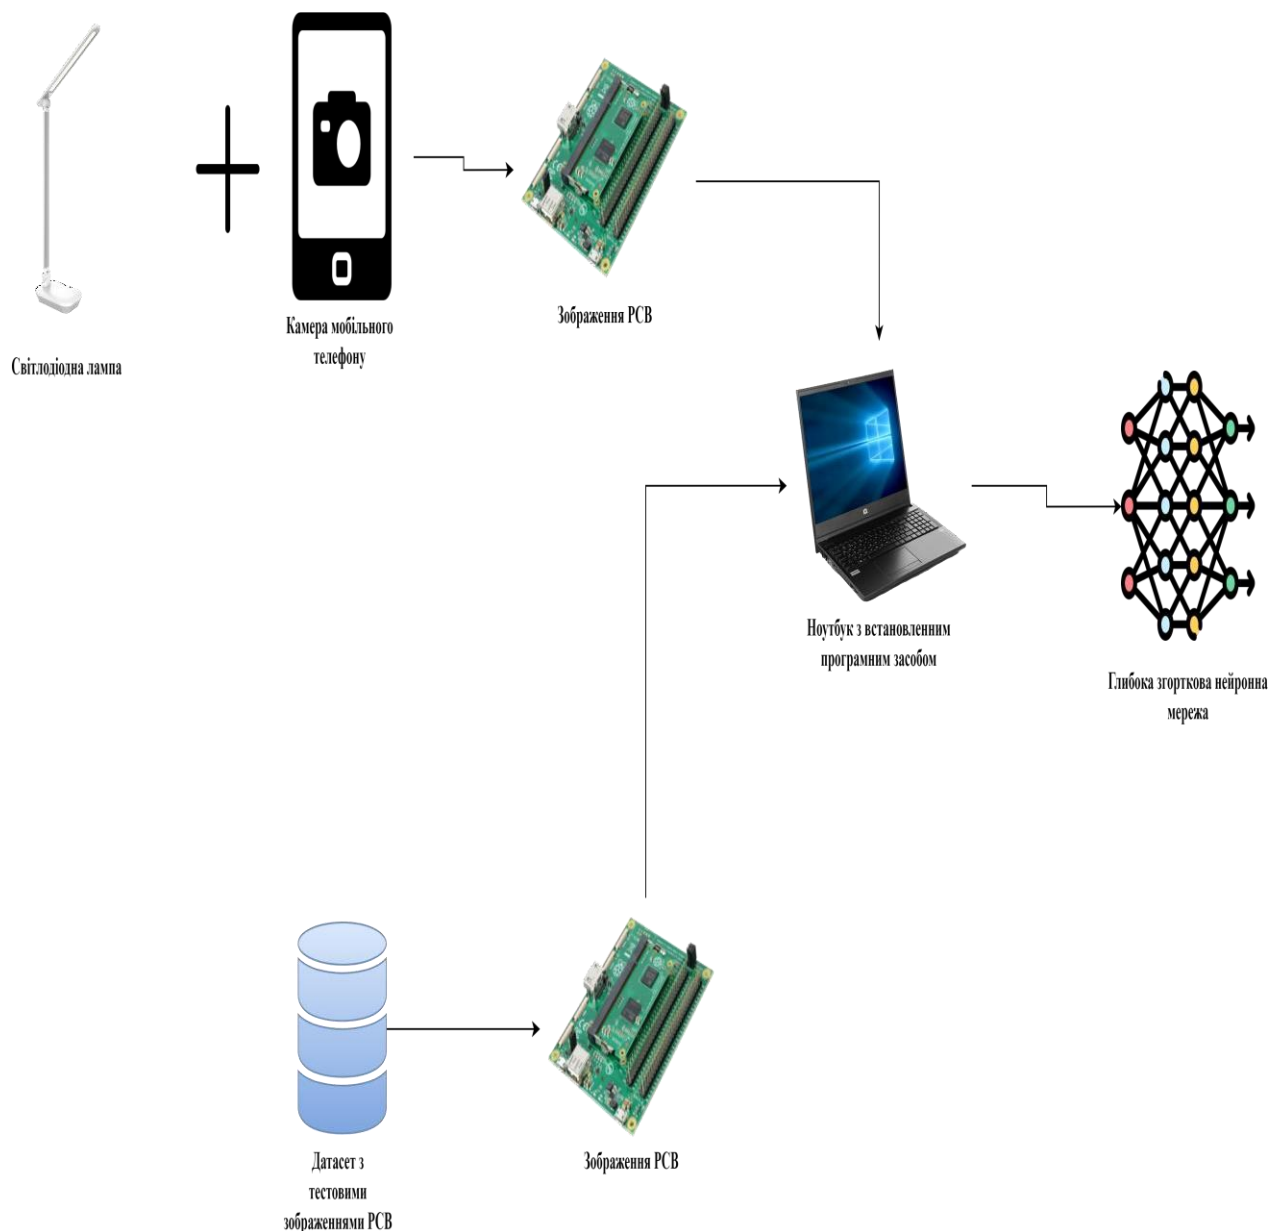 Світлодіодна лампа
Камера мобільного
телефону
Зображення PCB
Ноутбук з встановленним
програмним засобом
Глибока згорткова нейронна
мережа
Датасет з
тестовими
зображеннями PCB
Зображення PCB